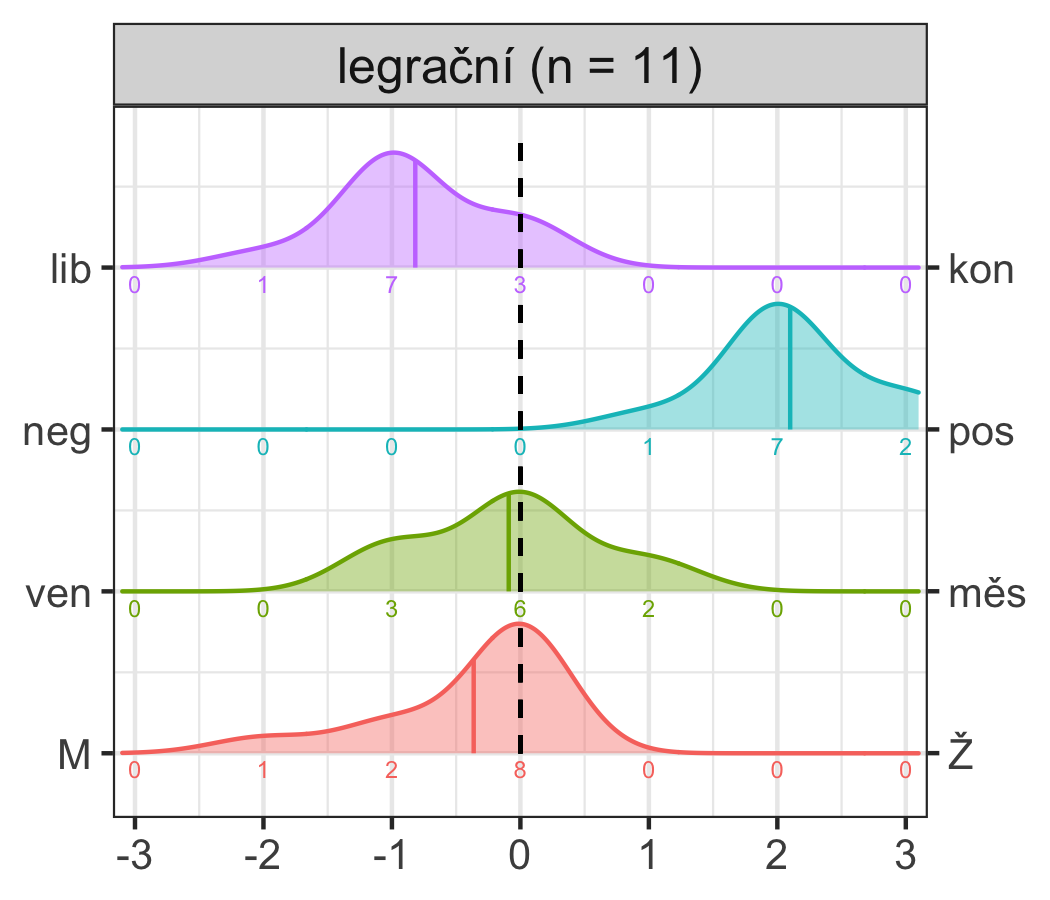 legrační (n = 11)
lib kon
0 1 7 3 0 0 0
neg pos
0 0 0 0 1 7 2
ven měs
0 0 3 6 2 0 0
M Ž
0 1 2 8 0 0 0
-3 -2 -1 0 1 2 3